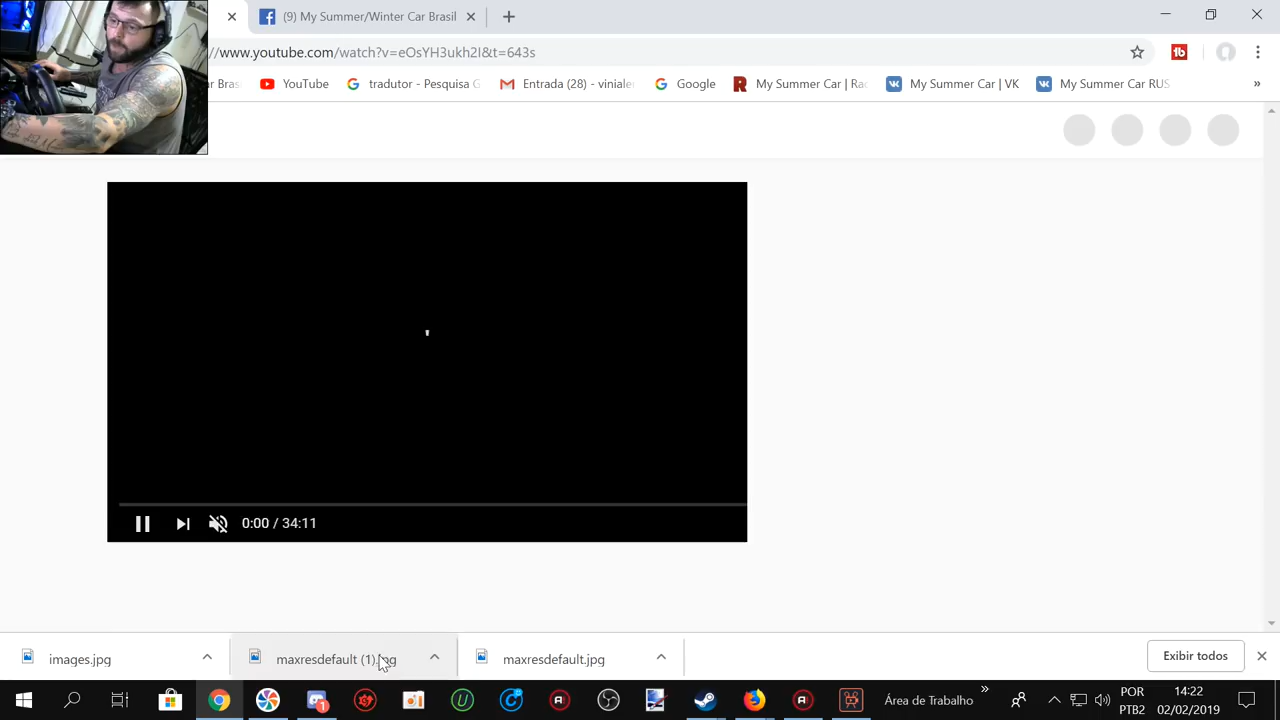 (9) My Summer/Winter Car Brasil
//www.youtube.com/watch?v=eOsYH3ukh2I&t=643s
ar Bras
YouTube
tradutor - Pesquisa G
Entrada (28) - vinialer
Google
My Summer Car | Ra
My Summer Car | VK
My Summer Car RUS
»
0:00 / 34:11
images.jpg
maxresdefault (1).jpg
maxresdefault.jpg
Exibir todos
Área de Trabalho
»
POR
PTB2
14:22
02/02/2019